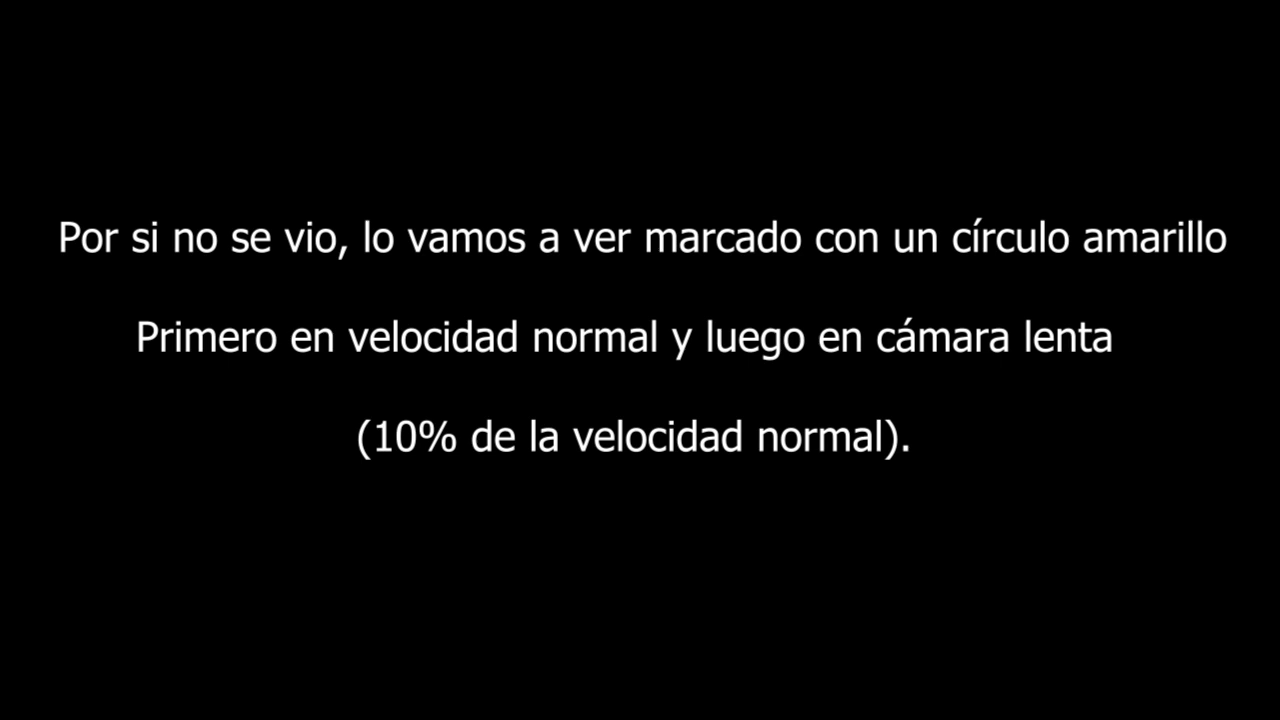 Por si no se vio, lo vamos a ver marcado con un círculo amarillo
Primero en velocidad normal y luego en cámara lenta
(10% de la velocidad normal).